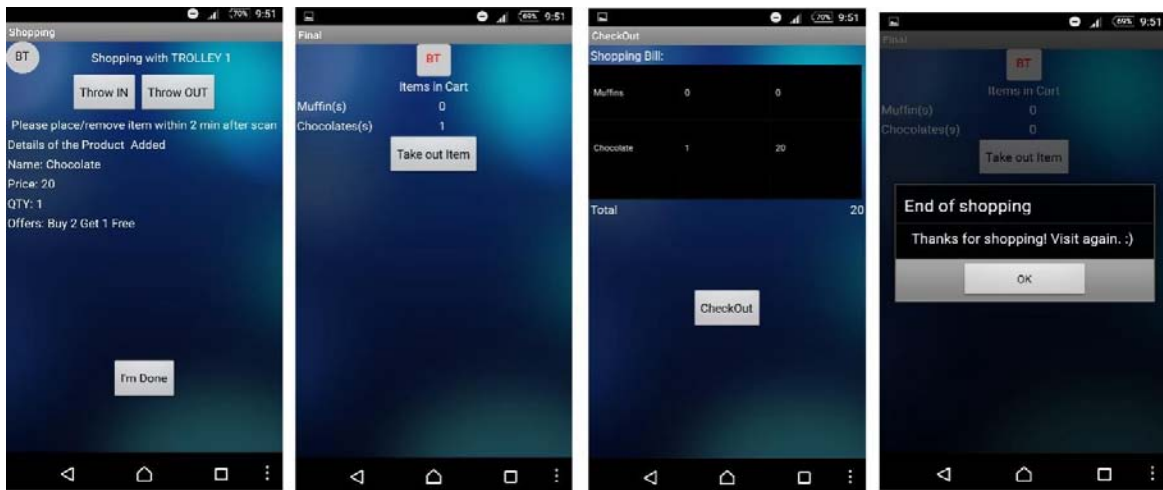 70% 9:51
Shopping
BT
Shopping with TROLLEY 1
Throw IN Throw OUT
Please place/remove item within 2 min after scan
Details of the Product Added
Name: Chocolate
Price: 20
QTY: 1
Offers: Buy 2 Get 1 Free
I'm Done
69% 9:51
Final
BT
Items in Cart
Muffin(s) 0
Chocolates(s) 1
Take out Item
70% 9:51
CheckOut
Shopping Bill:
Muffins 0 0
Chocolate 1 20
Total 20
CheckOut
69% 9:51
Final
BT
Items in Cart
Muffin(s) 0
Chocolates(s) 0
Take out Item
End of shopping
Thanks for shopping! Visit again. :)
OK